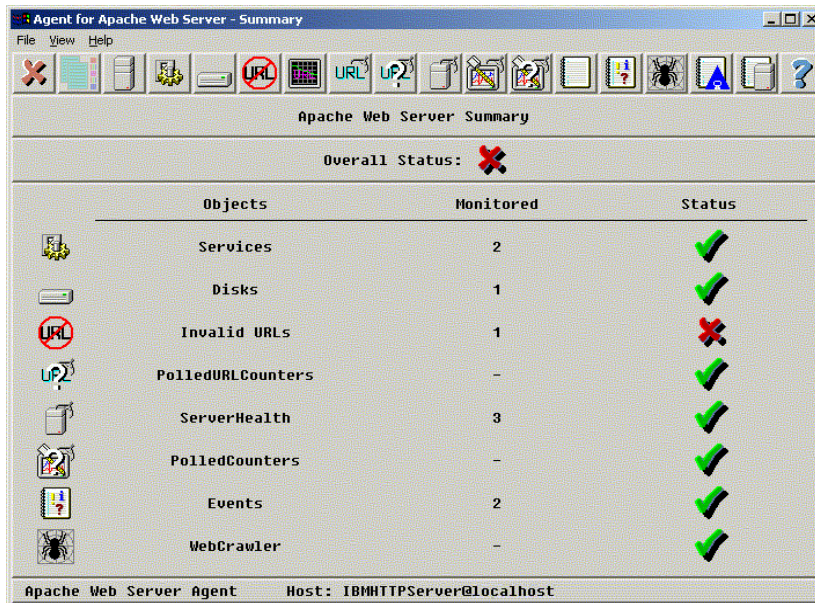 Agent for Apache Web Server - Summary
File View Help
URL URL URL
Apache Web Server Summary
Overall Status:
Objects Monitored Status
Services 2
Disks 1
URL Invalid URLs 1
PolledURLCounters -
ServerHealth 3
PolledCounters -
Events 2
WebCrawler -
Apache Web Server Agent Host: IBMHTTPServer@localhost